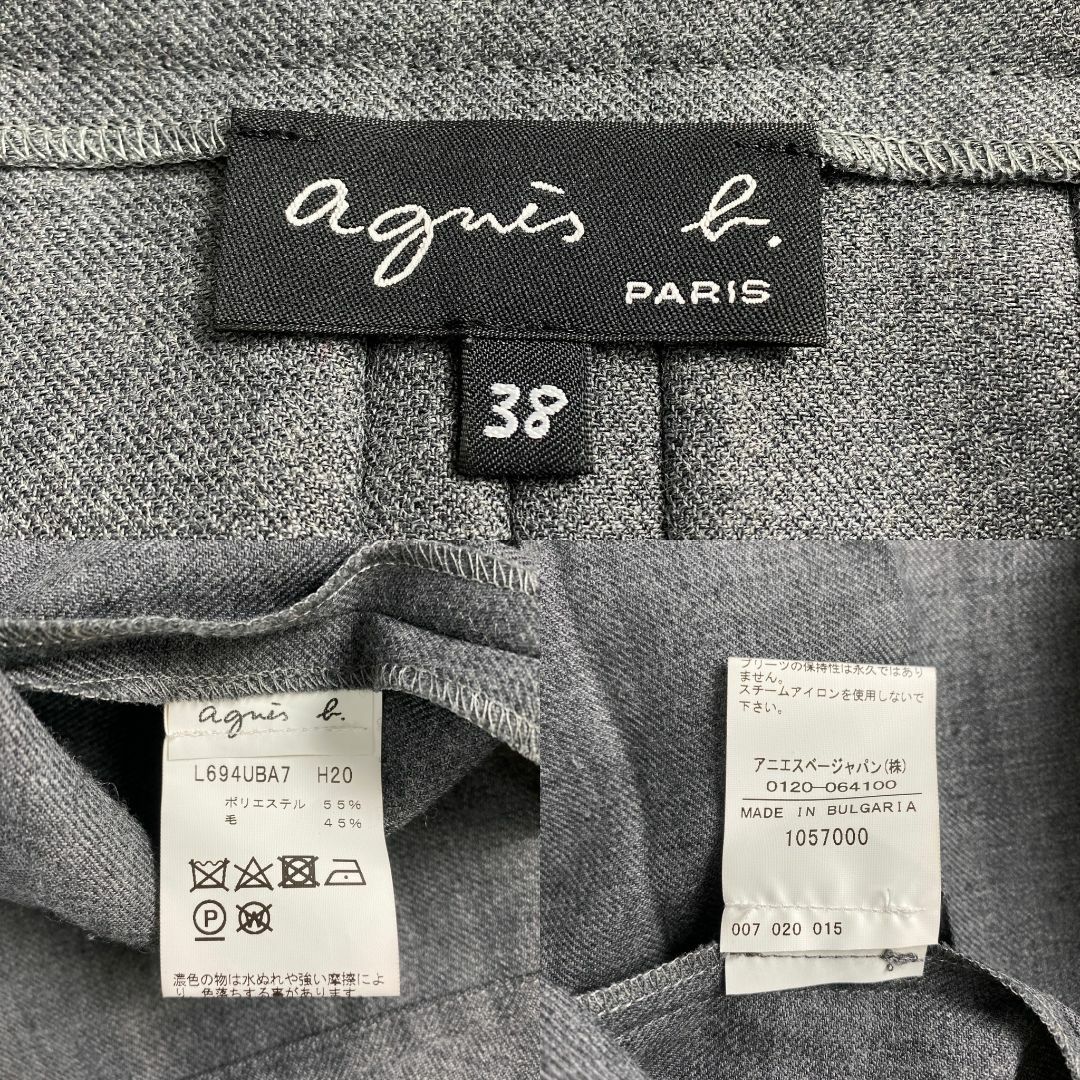 agnès b.
PARIS
38
agnès b.
L694UBA7 H20
ポリエステル 55%
毛 45%
P
W
濃色の物は水ぬれや強い摩擦によ
り、色落ちする事があります。
プリーツの保持性は永久ではあり
ません。
スチームアイロンを使用しないで
下さい。
アニエスベージャパン(株)
0120-064100
MADE IN BULGARIA
1057000
007 020 015